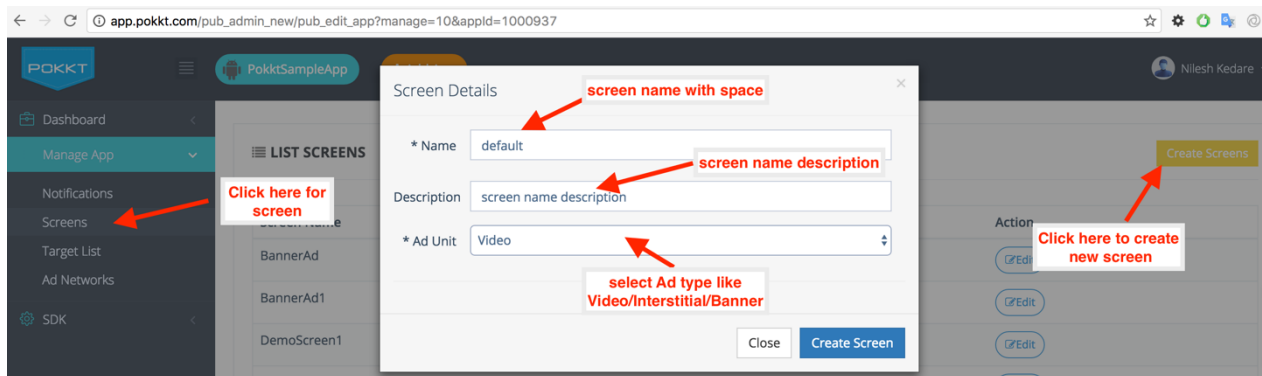 app.pokkt.com/pub_admin_new/pub_edit_app?manage=10&appId=1000937
POKKT
PokktSampleApp
Nilesh Kedare
Screen Details
screen name with space
×
Dashboard
Manage App
LIST SCREENS
* Name
default
Create Screens
screen name description
Notifications
Click here for
screen
Description
screen name description
Screens
Screen Name
Action
* Ad Unit
Video
Click here to create
new screen
Target List
BannerAd
Edit
Ad Networks
select Ad type like
Video/Interstitial/Banner
BannerAd1
Edit
SDK
DemoScreen1
Close
Create Screen
Edit